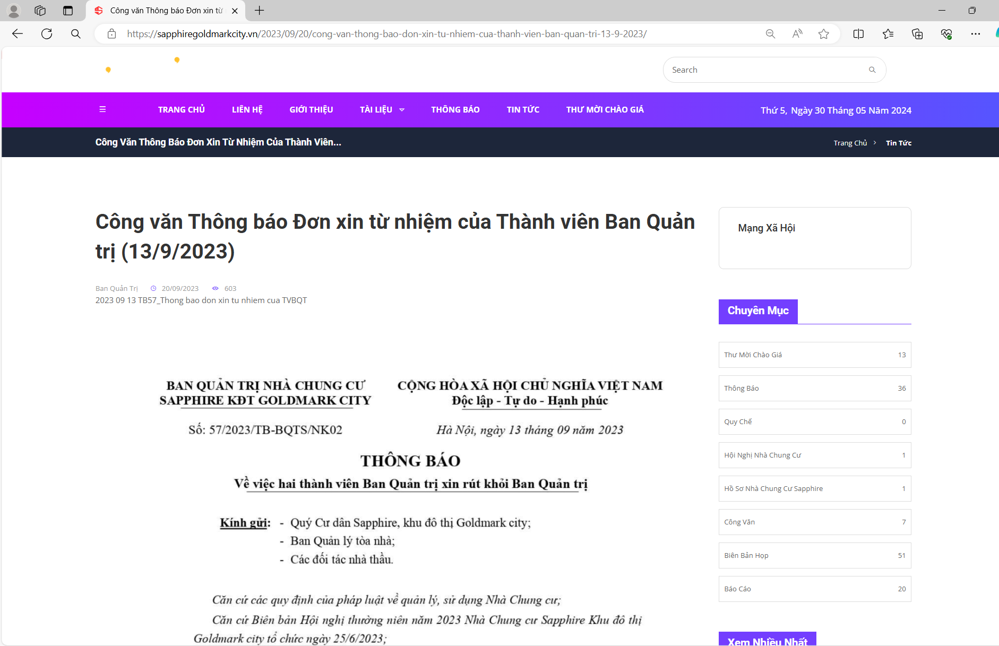 Công văn Thông báo Đơn xin từ
https://sapphiregoldmarkcity.vn/2023/09/20/cong-van-thong-bao-don-xin-tu-nhiem-cua-thanh-vien-ban-quan-tri-13-9-2023/
Search
TRANG CHỦ LIÊN HỆ GIỚI THIỆU TÀI LIỆU THÔNG BÁO TIN TỨC THƯ MỜI CHÀO GIÁ Thứ 5, Ngày 30 Tháng 05 Năm 2024
Công Văn Thông Báo Đơn Xin Từ Nhiệm Của Thành Viên... Trang Chủ > Tin Tức
Công văn Thông báo Đơn xin từ nhiệm của Thành viên Ban Quản
trị (13/9/2023)
Ban Quản Trị 20/09/2023 603
2023 09 13 TB57_Thong bao don xin tu nhiem cua TVBQT
BAN QUẢN TRỊ NHÀ CHUNG CƯ
SAPPHIRE KĐT GOLDMARK CITY
CỘNG HÒA XÃ HỘI CHỦ NGHĨA VIỆT NAM
Độc lập - Tự do - Hạnh phúc
Số: 57/2023/TB-BQTS/NK02
Hà Nội, ngày 13 tháng 09 năm 2023
THÔNG BÁO
Về việc hai thành viên Ban Quản trị xin rút khỏi Ban Quản trị
Kính gửi: - Quý Cư dân Sapphire, khu đô thị Goldmark city;
- Ban Quản lý tòa nhà;
- Các đối tác nhà thầu.
Căn cứ các quy định của pháp luật về quản lý, sử dụng Nhà Chung cư;
Căn cứ Biên bản Hội nghị thường niên năm 2023 Nhà Chung cư Sapphire Khu đô thị
Goldmark city tổ chức ngày 25/6/2023;
Mạng Xã Hội
Chuyên Mục
Thư Mời Chào Giá 13
Thông Báo 36
Quy Chế 0
Hội Nghị Nhà Chung Cư 1
Hồ Sơ Nhà Chung Cư Sapphire 1
Công Văn 7
Biên Bản Họp 51
Báo Cáo 20
Xem Nhiều Nhất